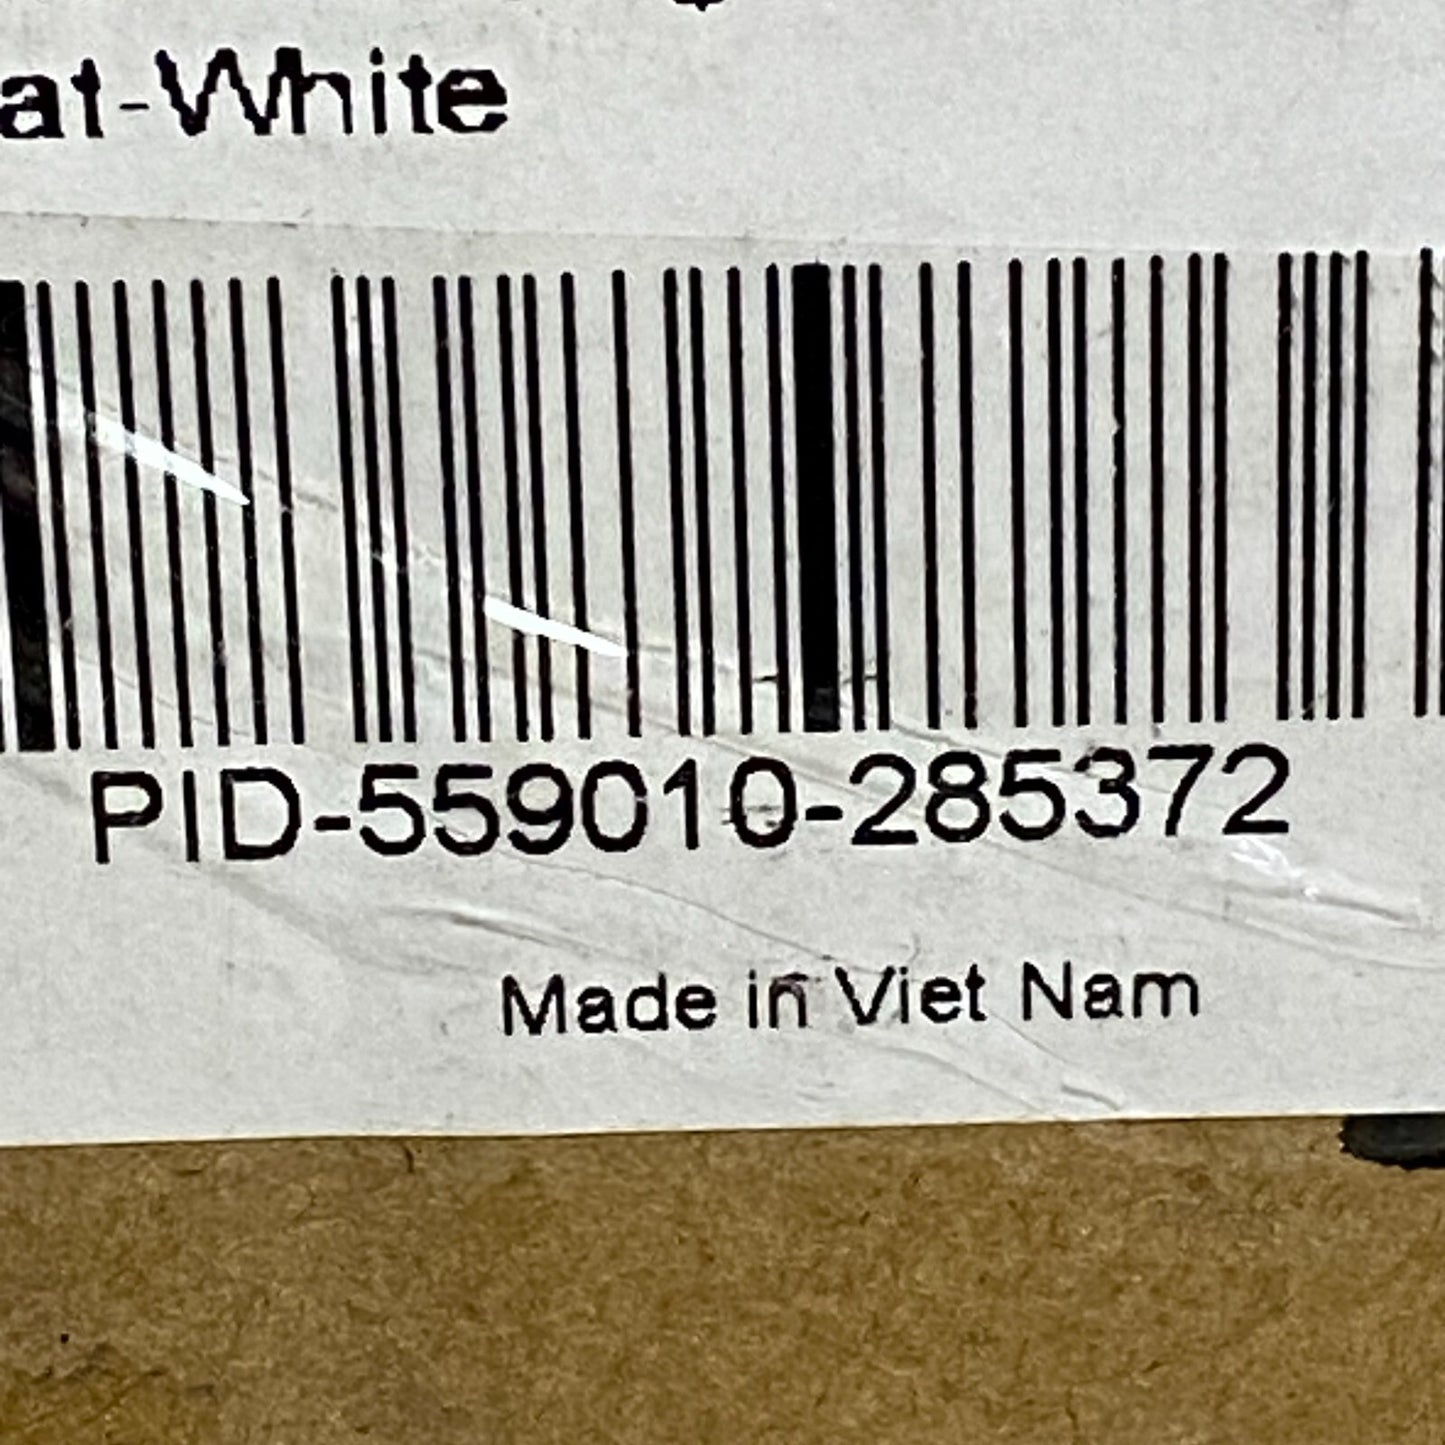 at-White
PID-559010-285372
Made in Viet Nam